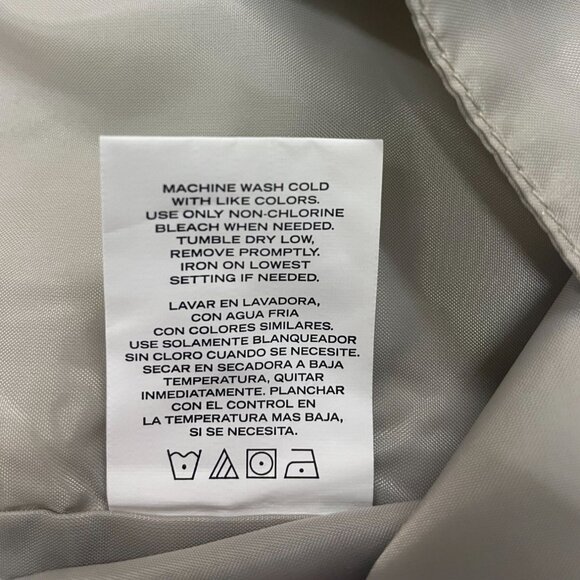 MACHINE WASH COLD
WITH LIKE COLORS.
USE ONLY NON-CHLORINE
BLEACH WHEN NEEDED.
TUMBLE DRY LOW,
REMOVE PROMPTLY.
IRON ON LOWEST
SETTING IF NEEDED.
LAVAR EN LAVADORA,
CON AGUA FRIA
CON COLORES SIMILARES.
USE SOLAMENTE BLANQUEADOR
SIN CLORO CUANDO SE NECESITE.
SECAR EN SECADORA A BAJA
TEMPERATURA, QUITAR
INMEDIATAMENTE. PLANCHAR
CON EL CONTROL EN
LA TEMPERATURA MAS BAJA,
SI SE NECESITA.